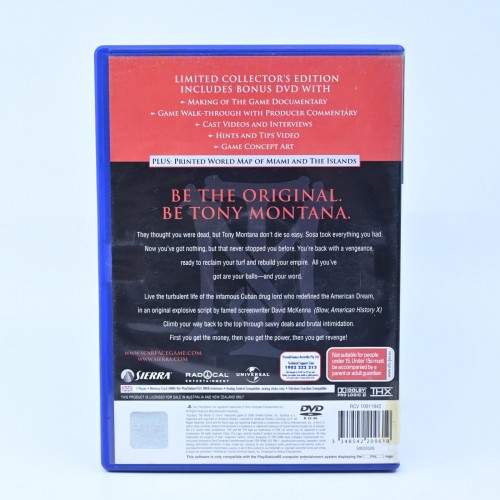 LIMITED COLLECTOR'S EDITION
INCLUDES BONUS DVD WITH
MAKING OF THE GAME DOCUMENTARY
GAME WALK-THROUGH WITH PRODUCER COMMENTARY
CAST VIDEOS AND INTERVIEWS
HINTS AND TIPS VIDEO
GAME CONCEPT ART
PLUS: PRINTED WORLD MAP OF MIAMI AND THE ISLANDS
BE THE ORIGINAL.
BE TONY MONTANA.
They thought you were dead, but Tony Montana don't die so easy. Sosa took everything you had.
Now you've got nothing, but that never stopped you before. You're back with a vengeance,
ready to reclaim your turf and rebuild your empire. All you've
got are your balls—and your word.
Live the turbulent life of the infamous Cuban drug lord who redefined the American Dream,
in an original explosive script by famed screenwriter David McKenna (Blow, American History X)
Climb your way back to the top through savvy deals and brutal intimidation.
First you get the money, then you get the power, then you get revenge!
WWW.SCARFACEGAME.COM
WWW.SIERRA.COM
SIERRA
RADICAL
ENTERTAINMENT
UNIVERSAL
1902 222 212
Not suitable for people
under 15. Under 15s must
be accompanied by a
parent or adult guardian.
DOLBY
PRO LOGIC II
THX
THIS PRODUCT IS LICENSED FOR SALE IN AUSTRALIA AND NEW ZEALAND ONLY
DVD
This software is only compatible with the PlayStation®2 computer entertainment system displaying the